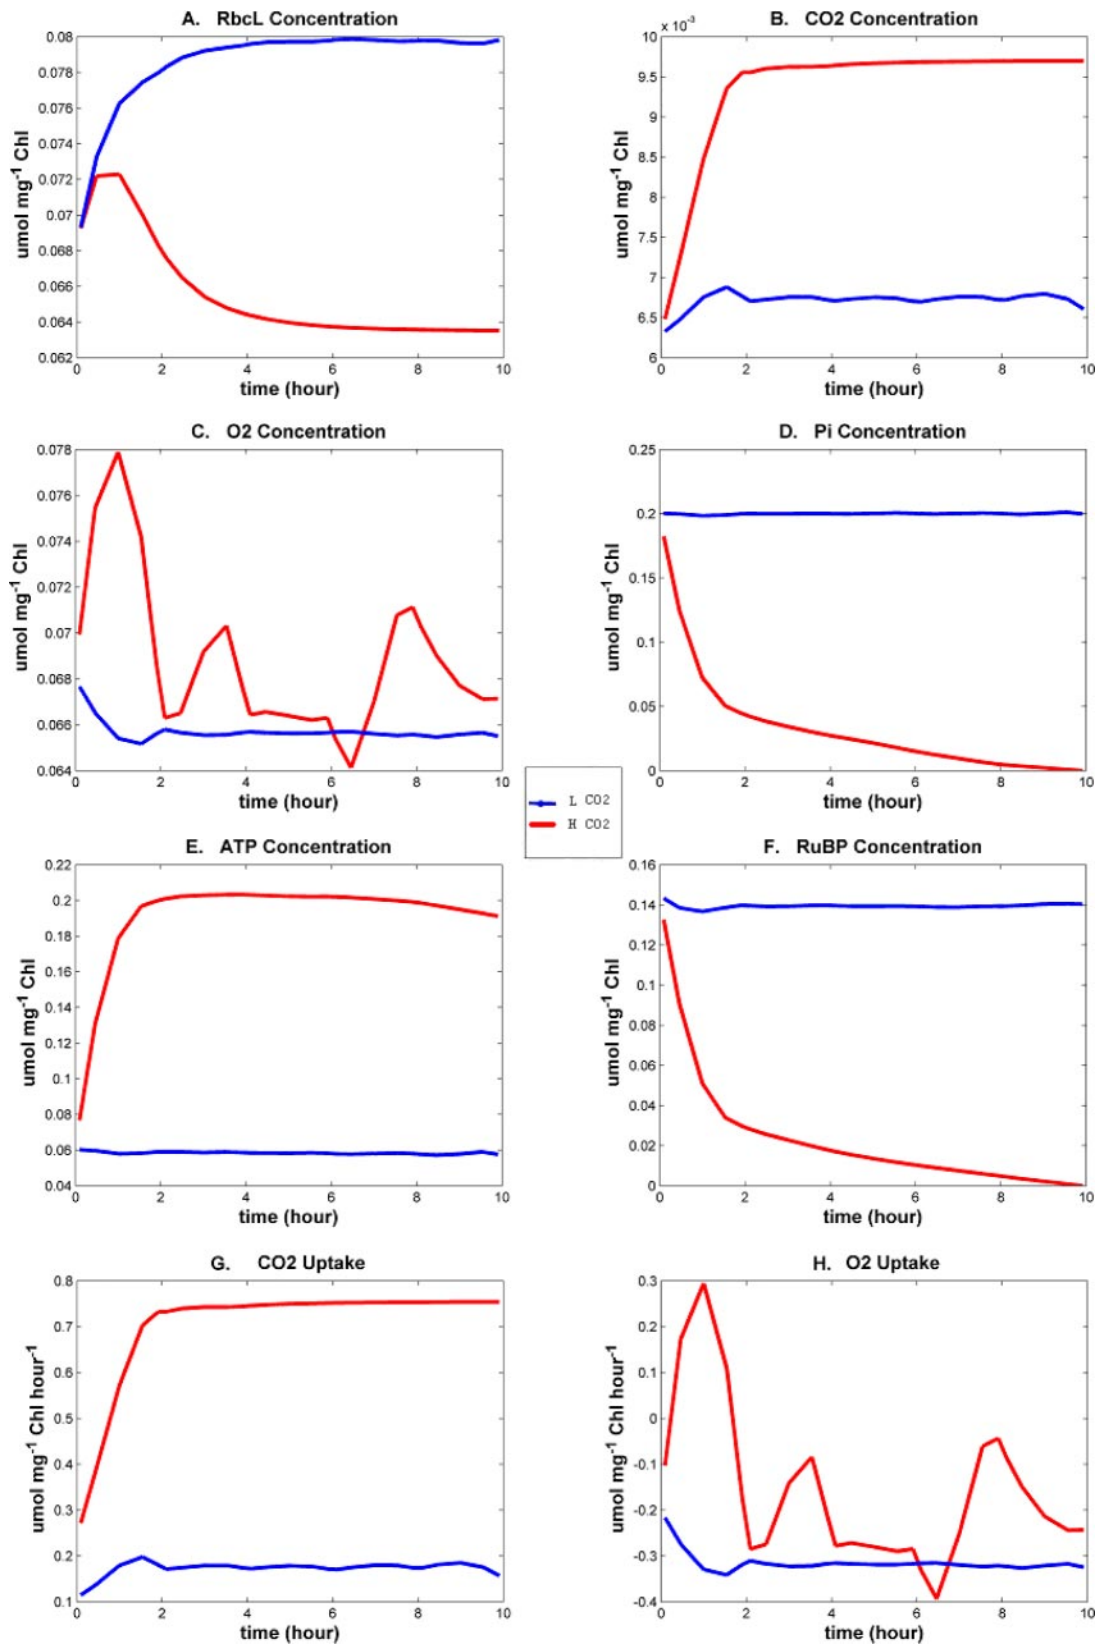 A. RbcL Concentration
0.08
0.078
0.076
0.074
0.072
0.07
0.068
0.066
0.064
0.062
umol mg-1 Chl
0 2 4 6 8 10
time (hour)
B. CO2 Concentration
x 10-3
10
9.5
9
8.5
8
7.5
7
6.5
6
umol mg-1 Chl
0 2 4 6 8 10
time (hour)
C. O2 Concentration
0.078
0.076
0.074
0.072
0.07
0.068
0.066
0.064
umol mg-1 Chl
0 2 4 6 8 10
time (hour)
D. Pi Concentration
0.25
0.2
0.15
0.1
0.05
0
umol mg-1 Chl
0 2 4 6 8 10
time (hour)
L CO2
H CO2
E. ATP Concentration
0.22
0.2
0.18
0.16
0.14
0.12
0.1
0.08
0.06
0.04
umol mg-1 Chl
0 2 4 6 8 10
time (hour)
F. RuBP Concentration
0.16
0.14
0.12
0.1
0.08
0.06
0.04
0.02
0
umol mg-1 Chl
0 2 4 6 8 10
time (hour)
G. CO2 Uptake
0.8
0.7
0.6
0.5
0.4
0.3
0.2
0.1
umol mg-1 Chl hour-1
0 2 4 6 8 10
time (hour)
H. O2 Uptake
0.3
0.2
0.1
0
-0.1
-0.2
-0.3
-0.4
umol mg-1 Chl hour-1
0 2 4 6 8 10
time (hour)